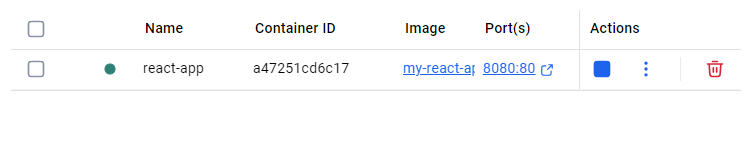 Name Container ID Image Port(s) Actions
react-app a47251cd6c17 my-react-ap 8080:80